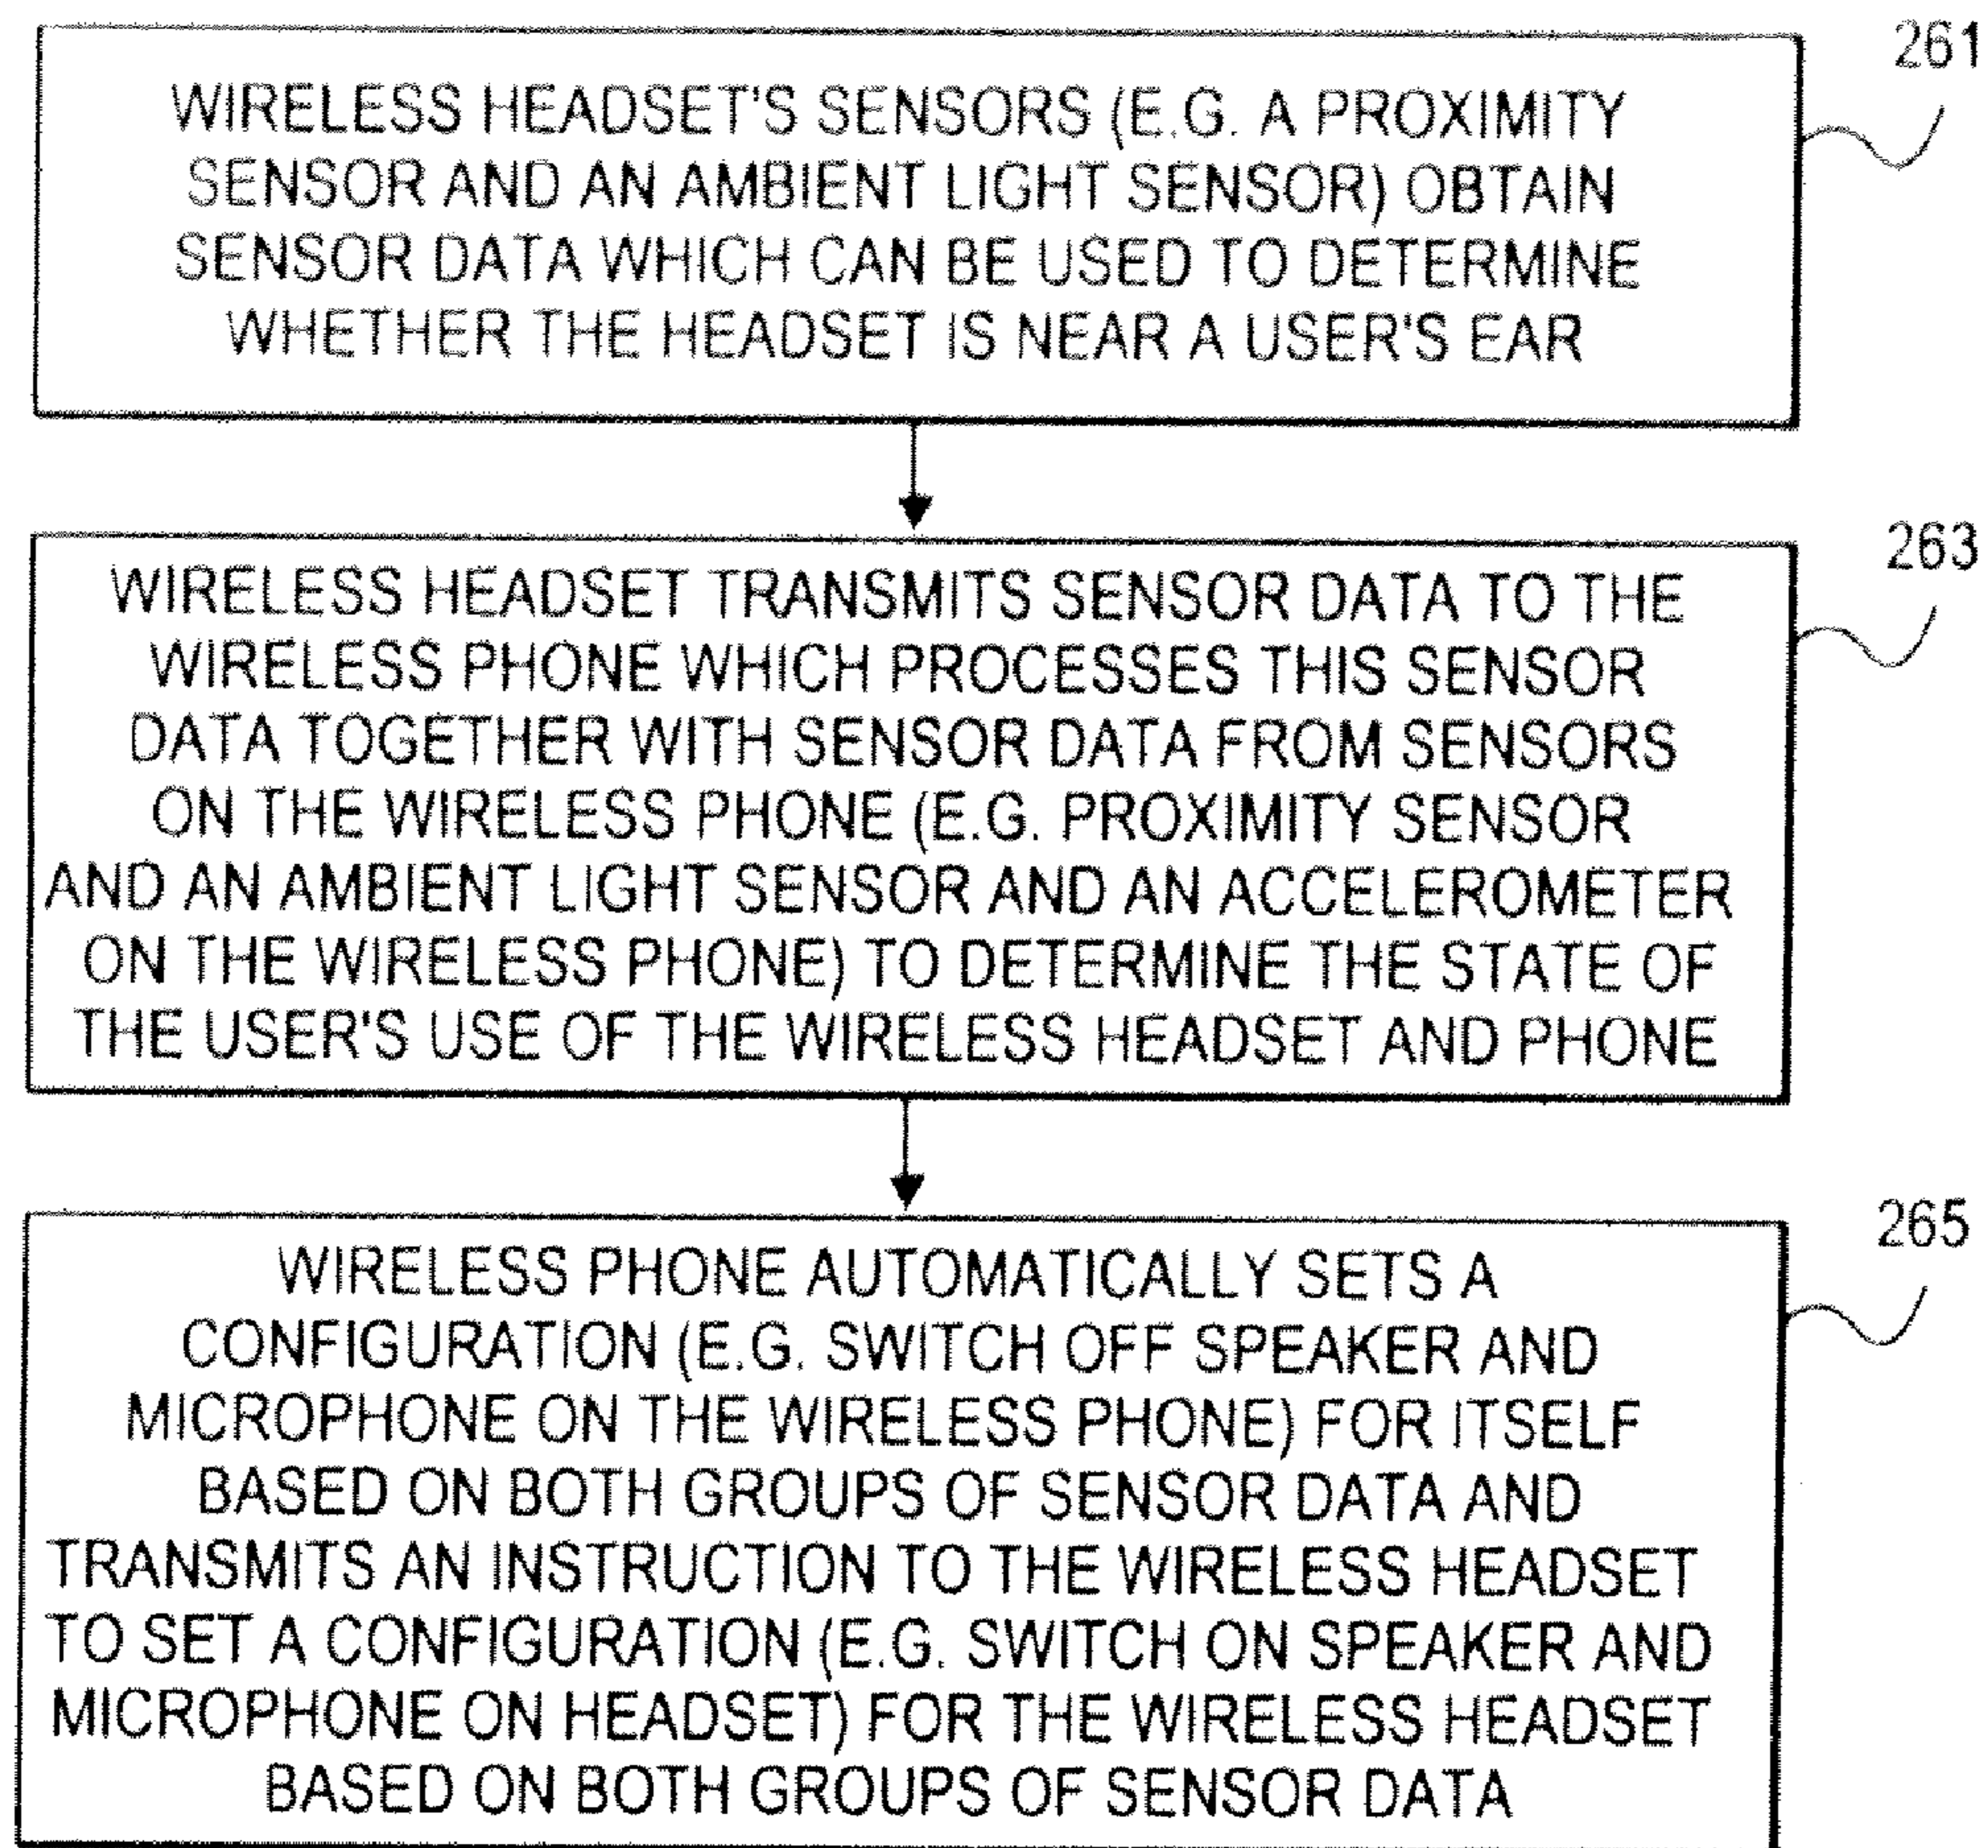 261
WIRELESS HEADSET'S SENSORS (E.G. A PROXIMITY
SENSOR AND AN AMBIENT LIGHT SENSOR) OBTAIN
SENSOR DATA WHICH CAN BE USED TO DETERMINE
WHETHER THE HEADSET IS NEAR A USER'S EAR
263
WIRELESS HEADSET TRANSMITS SENSOR DATA TO THE
WIRELESS PHONE WHICH PROCESSES THIS SENSOR
DATA TOGETHER WITH SENSOR DATA FROM SENSORS
ON THE WIRELESS PHONE (E.G. PROXIMITY SENSOR
AND AN AMBIENT LIGHT SENSOR AND AN ACCELEROMETER
ON THE WIRELESS PHONE) TO DETERMINE THE STATE OF
THE USER'S USE OF THE WIRELESS HEADSET AND PHONE
265
WIRELESS PHONE AUTOMATICALLY SETS A
CONFIGURATION (E.G. SWITCH OFF SPEAKER AND
MICROPHONE ON THE WIRELESS PHONE) FOR ITSELF
BASED ON BOTH GROUPS OF SENSOR DATA AND
TRANSMITS AN INSTRUCTION TO THE WIRELESS HEADSET
TO SET A CONFIGURATION (E.G. SWITCH ON SPEAKER AND
MICROPHONE ON HEADSET) FOR THE WIRELESS HEADSET
BASED ON BOTH GROUPS OF SENSOR DATA